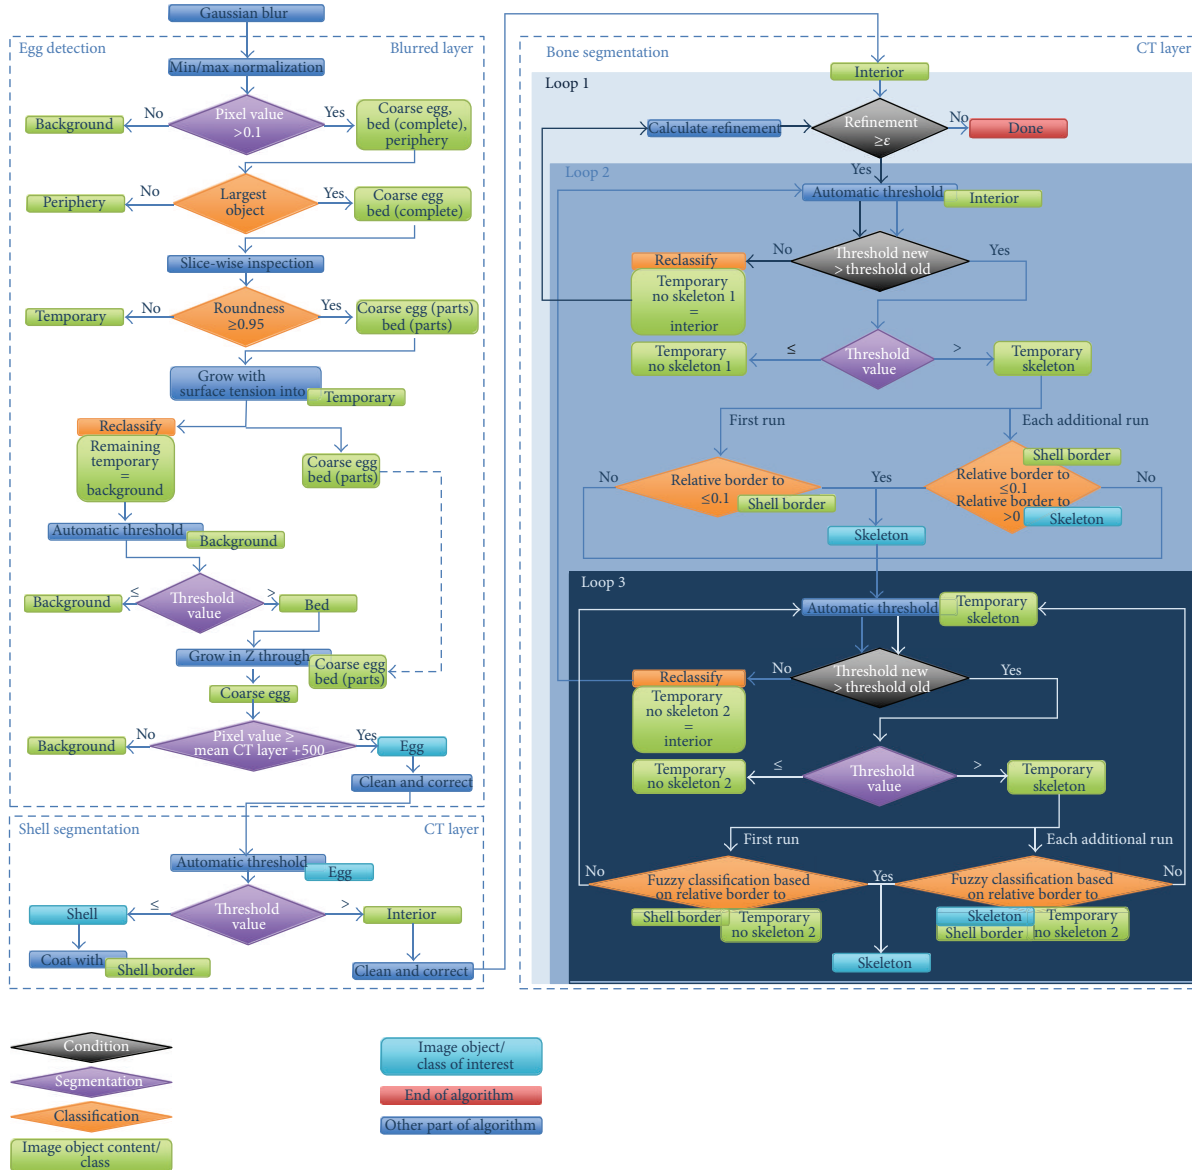 Gaussian blur
Egg detection
Blurred layer
Min/max normalization
Pixel value
>0.1
No
Yes
Background
Coarse egg,
bed (complete),
periphery
Largest
object
No
Yes
Periphery
Coarse egg
bed (complete)
Slice-wise inspection
Roundness
≥0.95
No
Yes
Temporary
Coarse egg (parts)
bed (parts)
Grow with
surface tension into
Temporary
Reclassify
Remaining
temporary
=
background
Coarse egg
bed (parts)
Automatic threshold
Background
Threshold
value
≤
>
Background
Bed
Grow in Z through
Coarse egg
bed (parts)
Coarse egg
Pixel value ≥
mean CT layer +500
No
Yes
Background
Egg
Clean and correct
Shell segmentation
CT layer
Automatic threshold
Egg
Threshold
value
≤
>
Shell
Interior
Coat with
Shell border
Clean and correct
Bone segmentation
CT layer
Interior
Loop 1
Calculate refinement
Refinement
≥ε
No
Done
Yes
Loop 2
Automatic threshold
Interior
Threshold new
> threshold old
No
Yes
Reclassify
Temporary
no skeleton 1
=
interior
Temporary
no skeleton 1
≤
Threshold
value
>
Temporary
skeleton
First run
Each additional run
No
Relative border to
≤0.1
Shell border
Yes
Shell border
Relative border to
≤0.1
Relative border to
>0
Skeleton
No
Skeleton
Loop 3
Automatic threshold
Temporary
skeleton
Threshold new
> threshold old
No
Yes
Reclassify
Temporary
no skeleton 2
=
interior
Temporary
no skeleton 2
≤
Threshold
value
>
Temporary
skeleton
First run
Each additional run
No
Fuzzy classification based
on relative border to
Shell border
Temporary
no skeleton 2
Yes
Fuzzy classification based
on relative border to
Skeleton
Shell border
Temporary
no skeleton 2
No
Skeleton
Condition
Segmentation
Classification
Image object content/
class
Image object/
class of interest
End of algorithm
Other part of algorithm